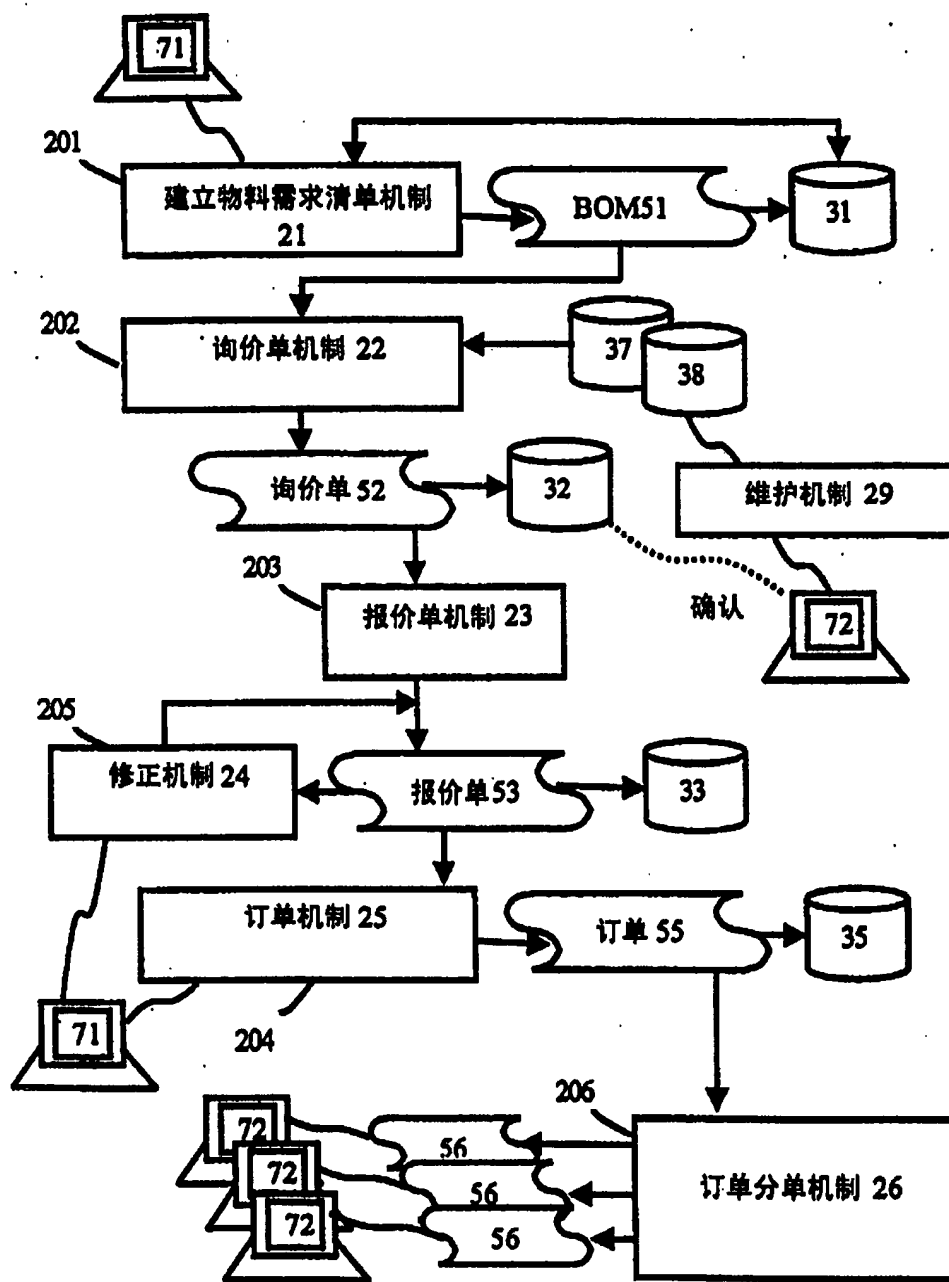 71
201
建立物料需求清单机制
21
BOM51
31
202
询价单机制 22
37
38
询价单 52
32
维护机制 29
203
报价单机制 23
确认
72
205
修正机制 24
报价单 53
33
订单机制 25
订单 55
35
71
204
206
72
56
72
56
订单分单机制 26
72
56